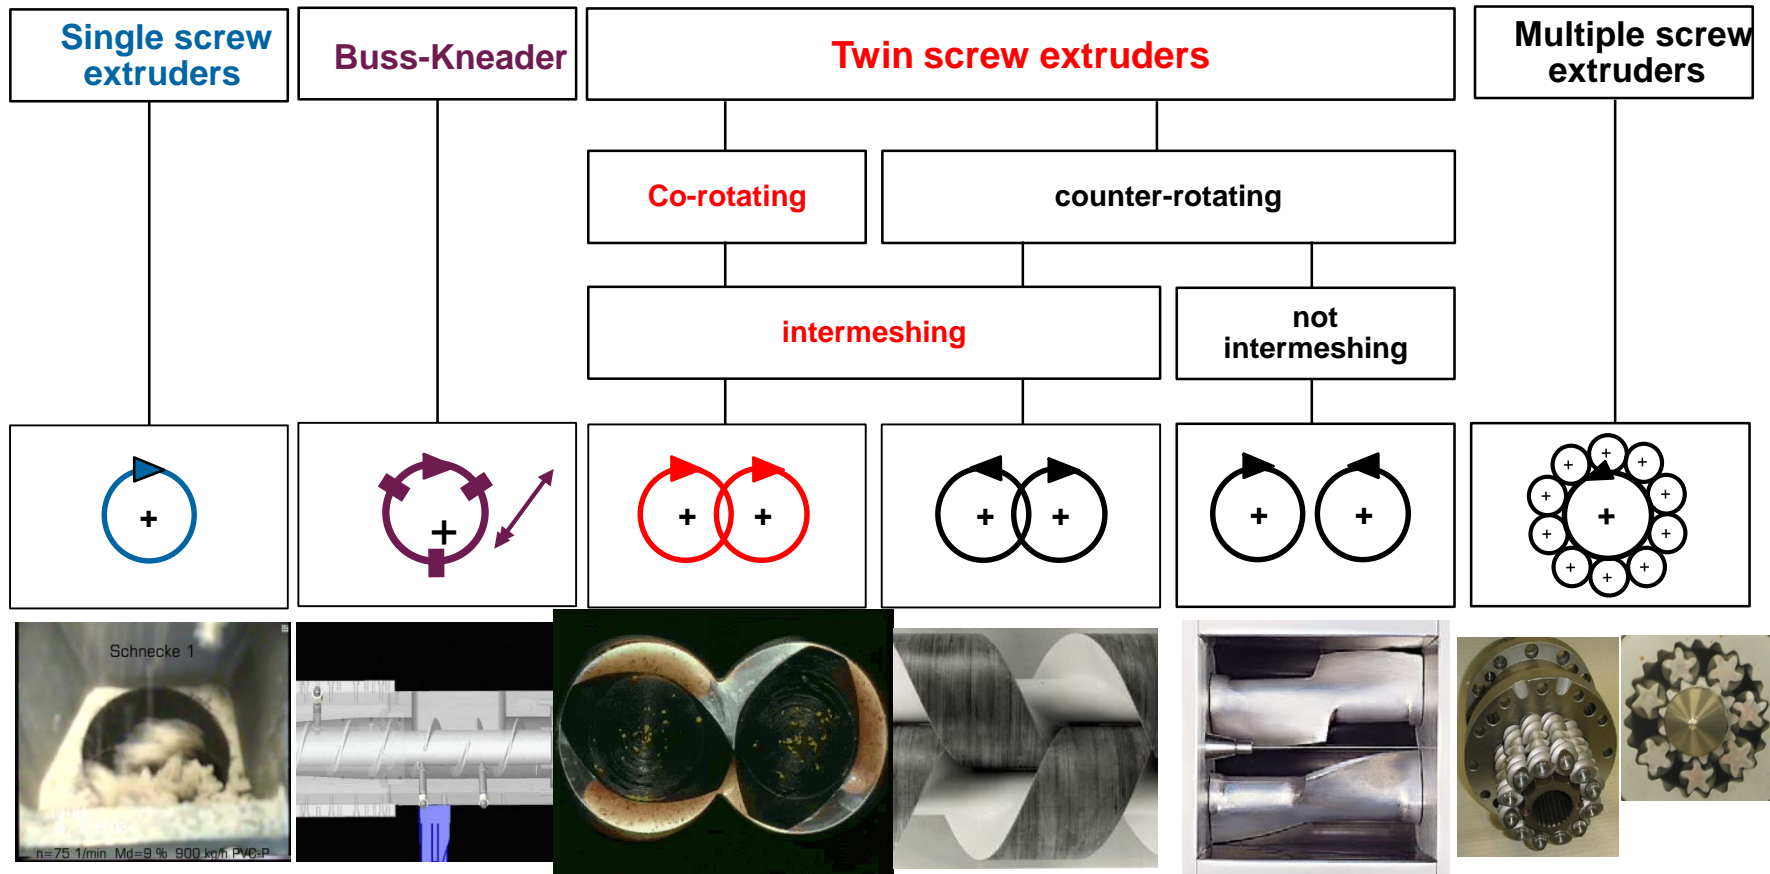 Single screw
extruders
Buss-Kneader
Twin screw extruders
Multiple screw
extruders
Co-rotating
counter-rotating
intermeshing
not
intermeshing
+
+
+ +
+ +
+ +
+
+ + + + + + + + + +
Schnecke 1
n=75 1/min Md=9 % 900 kg/h PVC-P